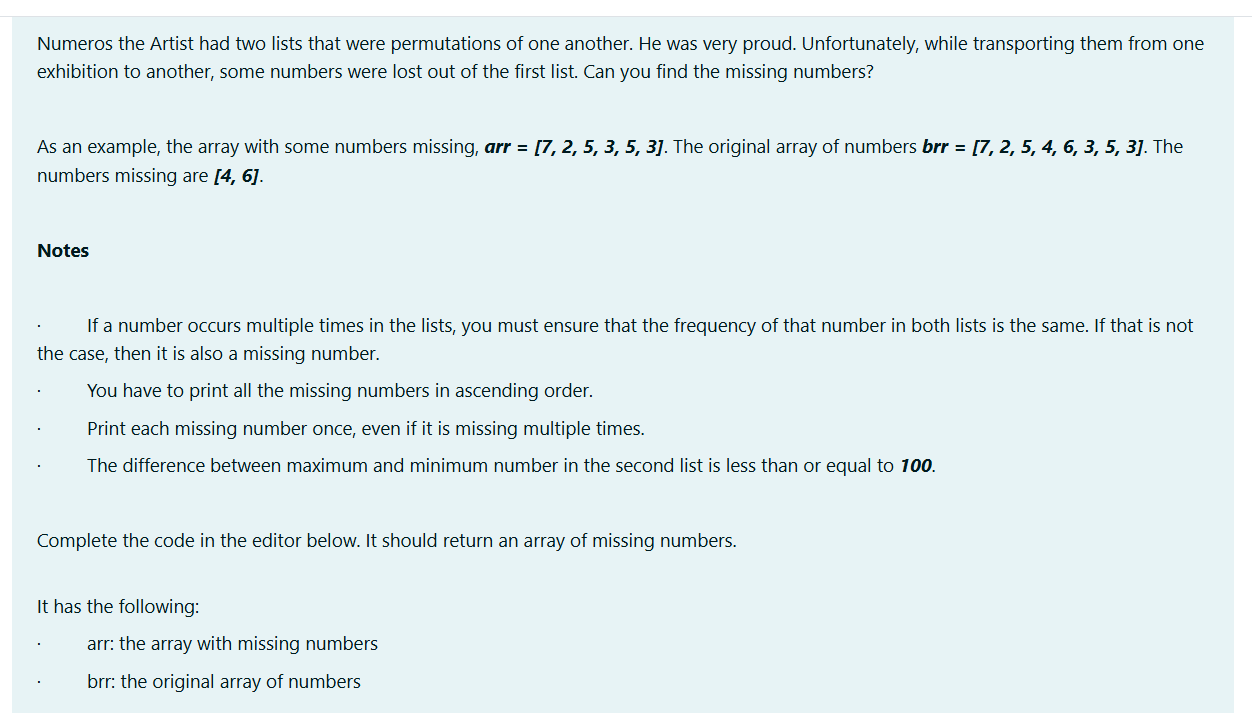 Numeros the Artist had two lists that were permutations of one another. He was very proud. Unfortunately, while transporting them from one
exhibition to another, some numbers were lost out of the first list. Can you find the missing numbers?
As an example, the array with some numbers missing, arr = [7, 2, 5, 3, 5, 3]. The original array of numbers brr = [7, 2, 5, 4, 6, 3, 5, 3]. The
numbers missing are [4, 6].
Notes
· If a number occurs multiple times in the lists, you must ensure that the frequency of that number in both lists is the same. If that is not
the case, then it is also a missing number.
· You have to print all the missing numbers in ascending order.
· Print each missing number once, even if it is missing multiple times.
· The difference between maximum and minimum number in the second list is less than or equal to 100.
Complete the code in the editor below. It should return an array of missing numbers.
It has the following:
· arr: the array with missing numbers
· brr: the original array of numbers